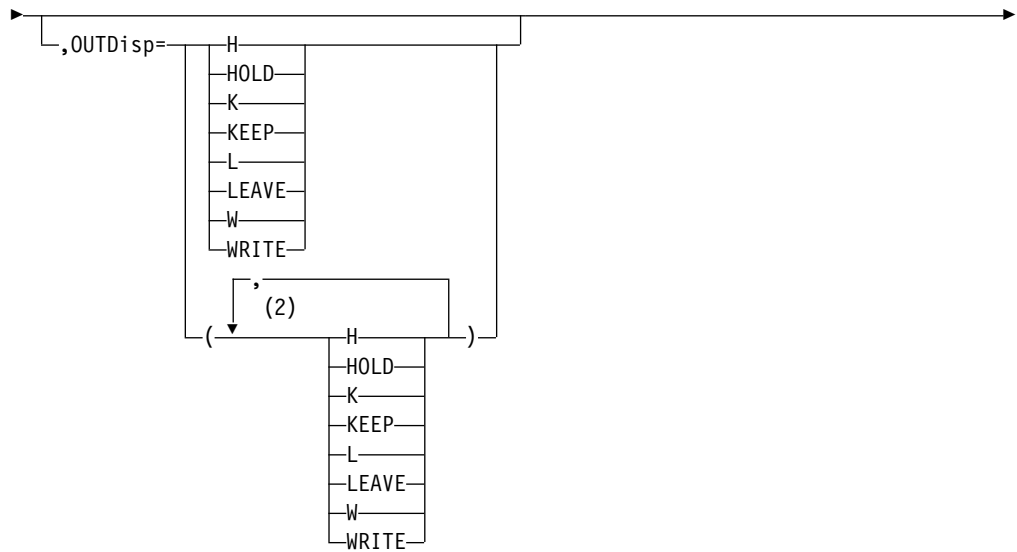 ,OUTDisp=
H
HOLD
K
KEEP
L
LEAVE
W
WRITE
,
(2)
( H )
HOLD
K
KEEP
L
LEAVE
W
WRITE